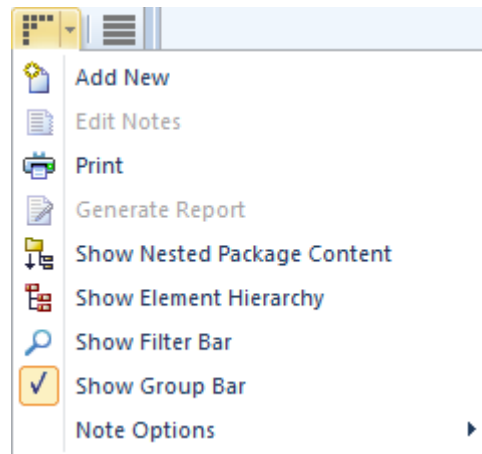 Add New
Edit Notes
Print
Generate Report
Show Nested Package Content
Show Element Hierarchy
Show Filter Bar
Show Group Bar
Note Options